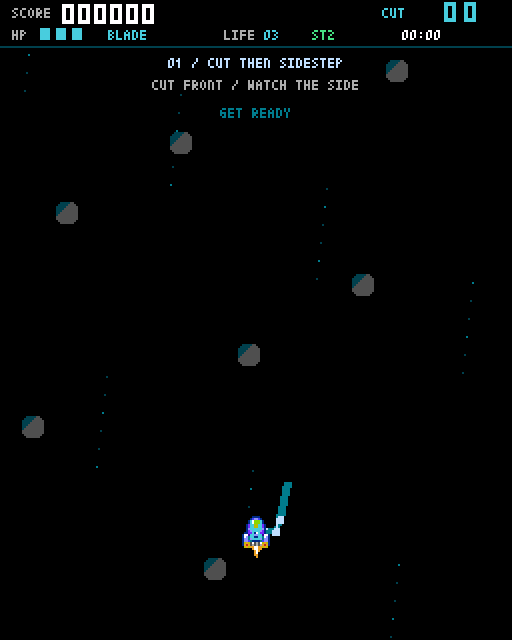 SCORE 000000 CUT 00
HP BLADE LIFE 03 ST2 00:00
01 / CUT THEN SIDESTEP
CUT FRONT / WATCH THE SIDE
GET READY